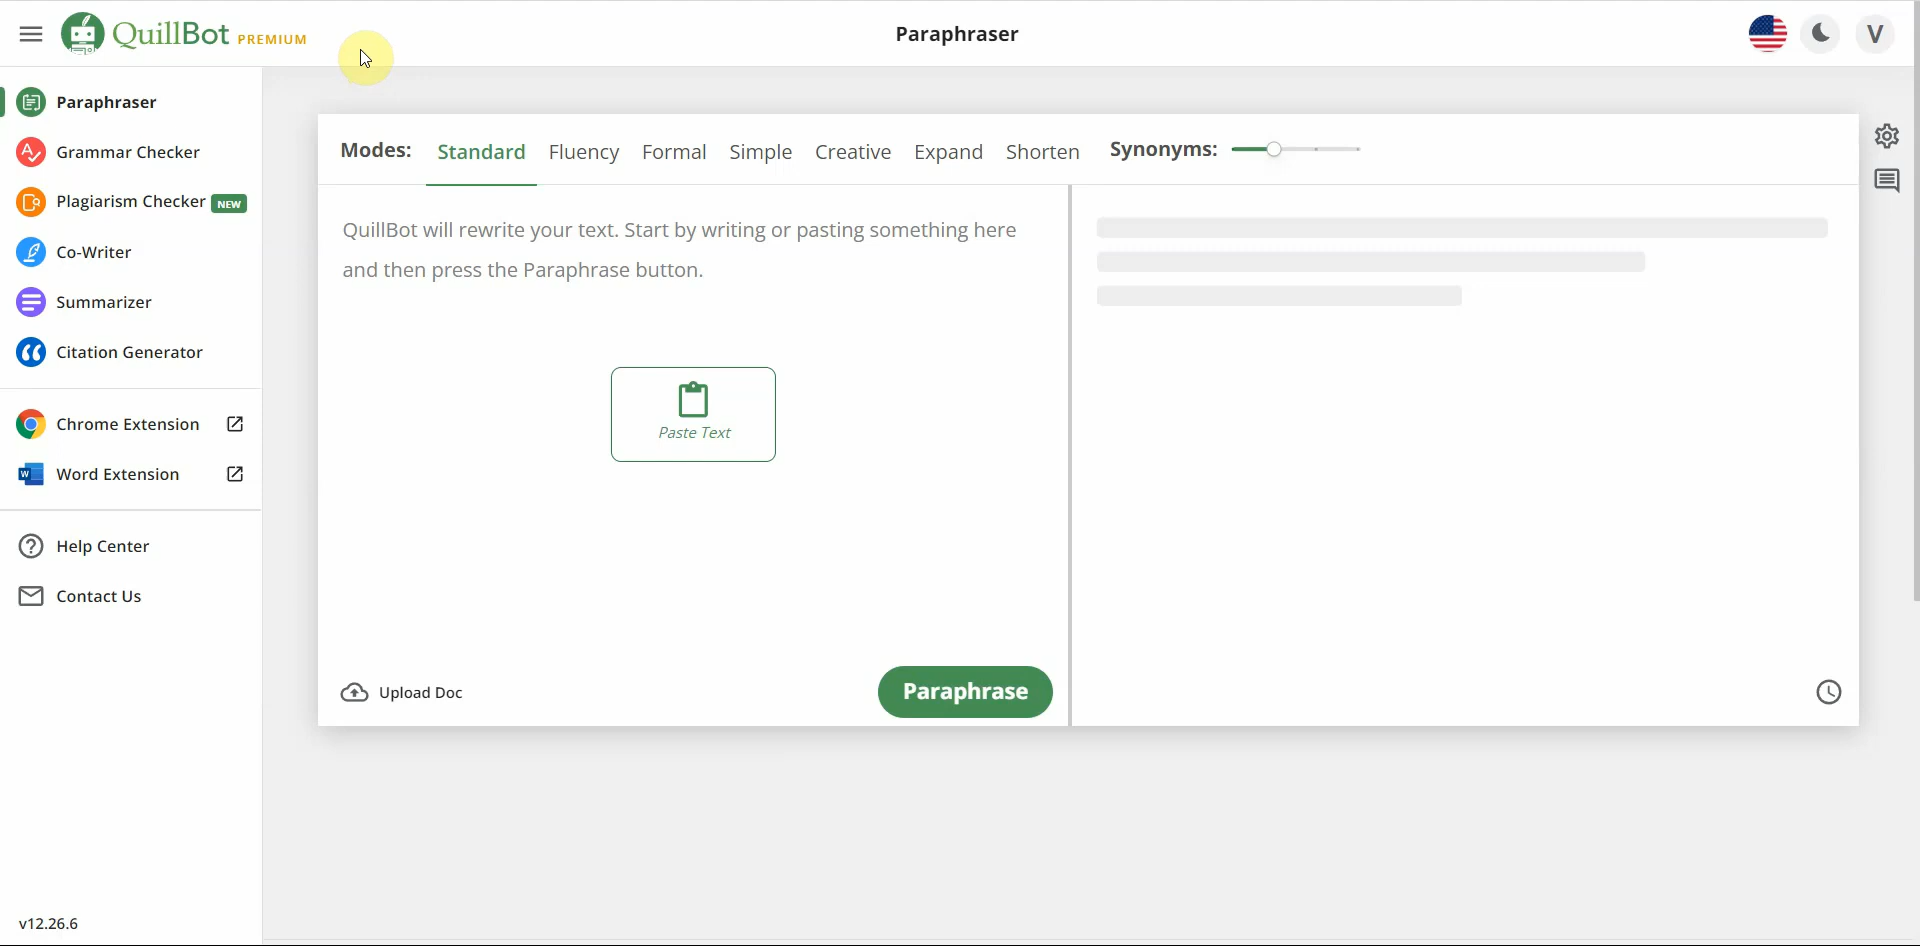 QuillBot PREMIUM
Paraphraser
V
Paraphraser
Grammar Checker
Plagiarism Checker NEW
Co-Writer
Summarizer
Citation Generator
Chrome Extension
Word Extension
Help Center
Contact Us
v12.26.6
Modes: Standard Fluency Formal Simple Creative Expand Shorten Synonyms:
QuillBot will rewrite your text. Start by writing or pasting something here
and then press the Paraphrase button.
Paste Text
Upload Doc
Paraphrase